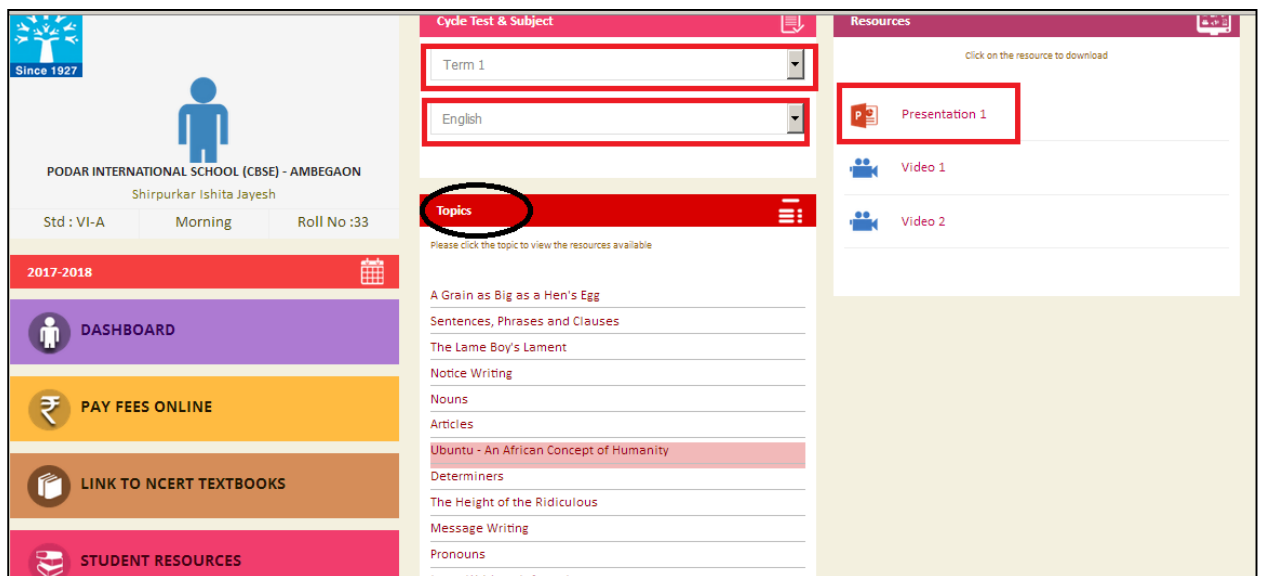 Since 1927
PODAR INTERNATIONAL SCHOOL (CBSE) - AMBEGAON
Shirpurkar Ishita Jayesh
Std : VI-A Morning Roll No :33
2017-2018
DASHBOARD
PAY FEES ONLINE
LINK TO NCERT TEXTBOOKS
STUDENT RESOURCES
Cycle Test & Subject
Term 1
English
Topics
Please click the topic to view the resources available
A Grain as Big as a Hen's Egg
Sentences, Phrases and Clauses
The Lame Boy's Lament
Notice Writing
Nouns
Articles
Ubuntu - An African Concept of Humanity
Determiners
The Height of the Ridiculous
Message Writing
Pronouns
Resources
Click on the resource to download
Presentation 1
Video 1
Video 2